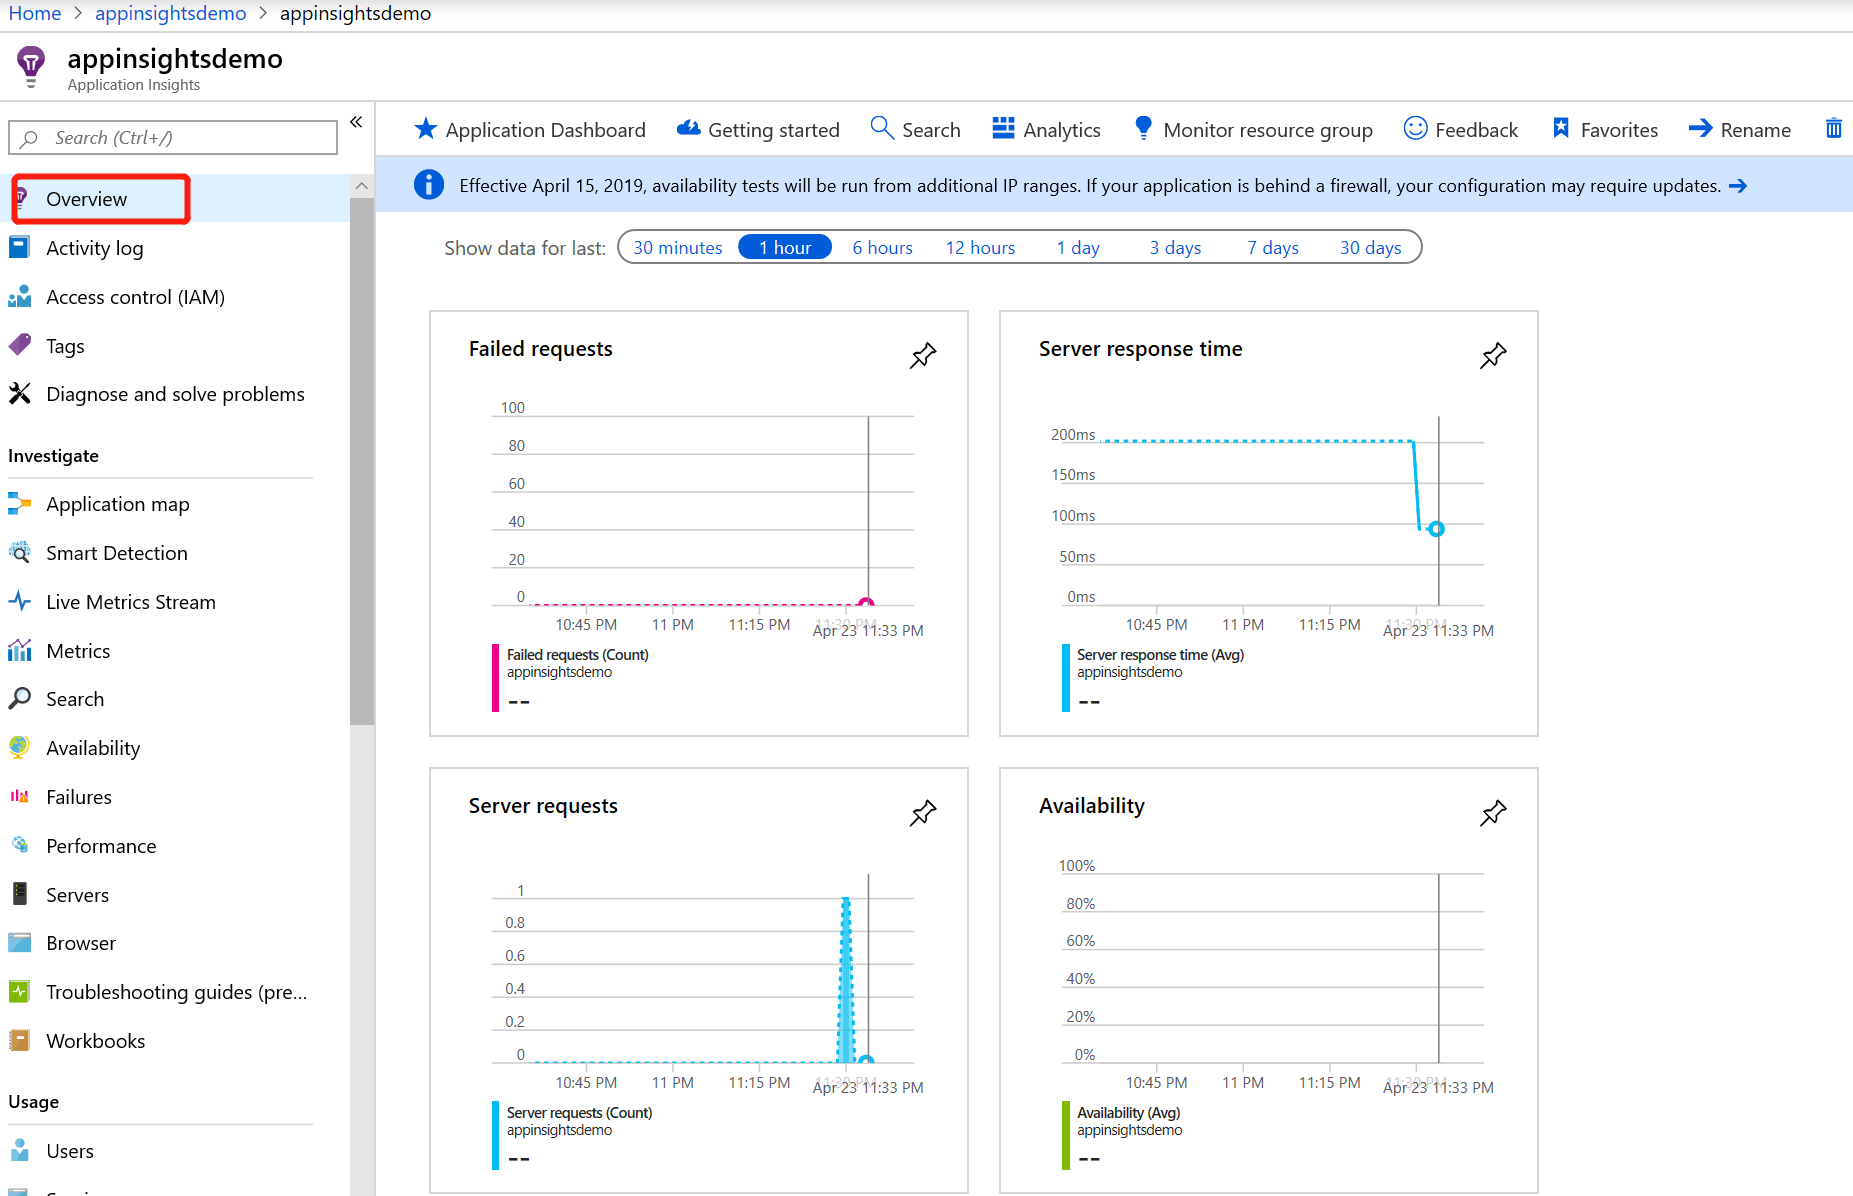 Home > appinsightsdemo > appinsightsdemo
appinsightsdemo
Application Insights
Search (Ctrl+/)
«
Overview
Activity log
Access control (IAM)
Tags
Diagnose and solve problems
Investigate
Application map
Smart Detection
Live Metrics Stream
Metrics
Search
Availability
Failures
Performance
Servers
Browser
Troubleshooting guides (pre...
Workbooks
Usage
Users
Application Dashboard Getting started Search Analytics Monitor resource group Feedback Favorites Rename
Effective April 15, 2019, availability tests will be run from additional IP ranges. If your application is behind a firewall, your configuration may require updates.
Show data for last: 30 minutes 1 hour 6 hours 12 hours 1 day 3 days 7 days 30 days
Failed requests
100
80
60
40
20
0
10:45 PM 11 PM 11:15 PM 11:30 PM
Apr 23 11:33 PM
Failed requests (Count)
appinsightsdemo
--
Server response time
200ms
150ms
100ms
50ms
0ms
10:45 PM 11 PM 11:15 PM 11:30 PM
Apr 23 11:33 PM
Server response time (Avg)
appinsightsdemo
--
Server requests
1
0.8
0.6
0.4
0.2
0
10:45 PM 11 PM 11:15 PM 11:30 PM
Apr 23 11:33 PM
Server requests (Count)
appinsightsdemo
--
Availability
100%
80%
60%
40%
20%
0%
10:45 PM 11 PM 11:15 PM 11:30 PM
Apr 23 11:33 PM
Availability (Avg)
appinsightsdemo
--